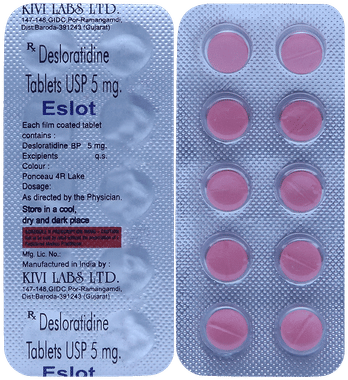 KIVI LABS LTD.
147-148,GIDC,Por-Ramangamdi,
Dist:Baroda-391243 (Gujarat)
Rx Desloratidine
Tablets USP 5 mg.
Eslot
Each film coated tablet
contains :
Desloratidine BP 5 mg.
Excipients q.s.
Colour :
Ponceau 4R Lake
Dosage:
As directed by the Physician.
Store in a cool,
dry and dark place
Mfg. Lic. No.:
Manufactured in India by :
KIVI LABS LTD.
147-148,GIDC,Por-Ramangamdi,
Dist:Baroda-391243 (Gujarat)
Rx Desloratidine
Tablets USP 5 mg.
Eslot